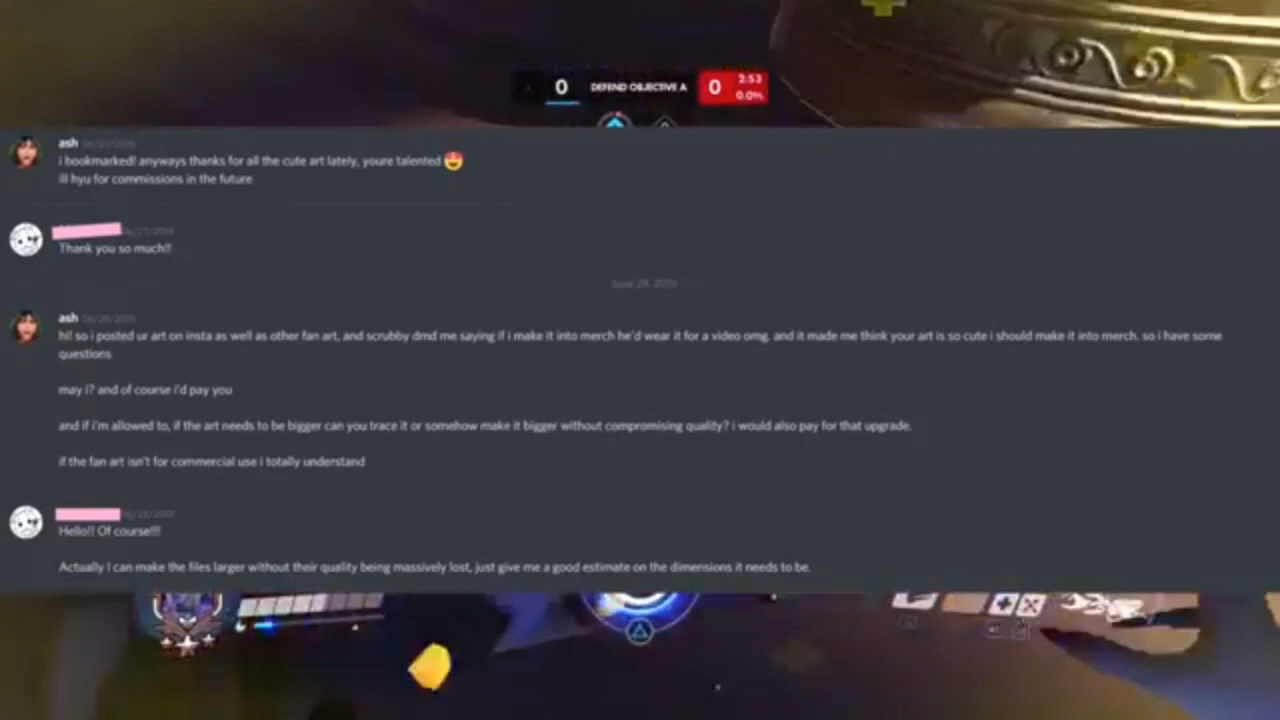 0 DEFEND OBJECTIVE A 0 2:53
0.0%
ash
i bookmarked! anyways thanks for all the cute art lately, youre talented 😍
ill hyu for commissions in the future
Thank you so much!!
June 28, 2019
ash
hi! so i posted ur art on insta as well as other fan art, and scrubby dmd me saying if i make it into merch he'd wear it for a video omg. and it made me think your art is so cute i should make it into merch. so i have some
questions
may i? and of course i'd pay you
and if i'm allowed to, if the art needs to be bigger can you trace it or somehow make it bigger without compromising quality? i would also pay for that upgrade.
if the fan art isn't for commercial use i totally understand
Hello!! Of course!!!
Actually I can make the files larger without their quality being massively lost, just give me a good estimate on the dimensions it needs to be.